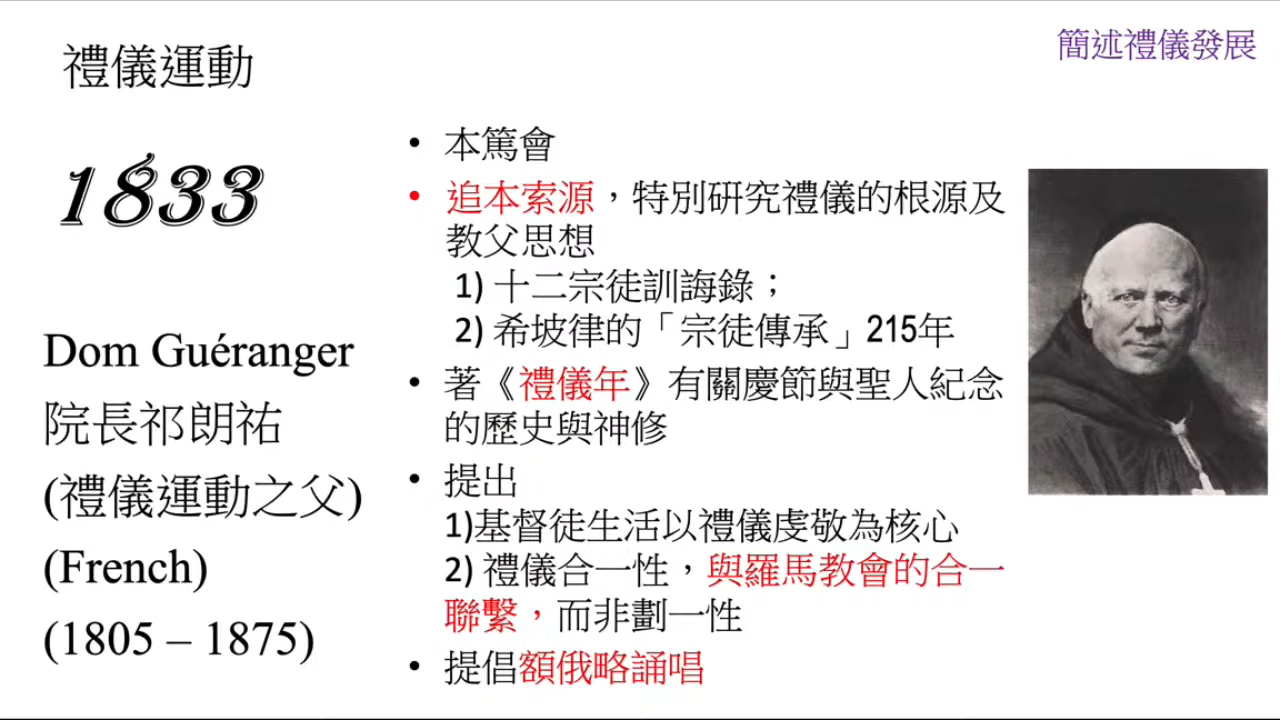 禮儀運動
簡述禮儀發展
1833
Dom Guéranger
院長祁朗祐
(禮儀運動之父)
(French)
(1805 – 1875)
• 本篤會
• 追本索源，特別研究禮儀的根源及
教父思想
1) 十二宗徒訓誨錄；
2) 希坡律的「宗徒傳承」215年
• 著《禮儀年》有關慶節與聖人紀念
的歷史與神修
• 提出
1)基督徒生活以禮儀虔敬為核心
2) 禮儀合一性，與羅馬教會的合一
聯繫，而非劃一性
• 提倡額俄略誦唱